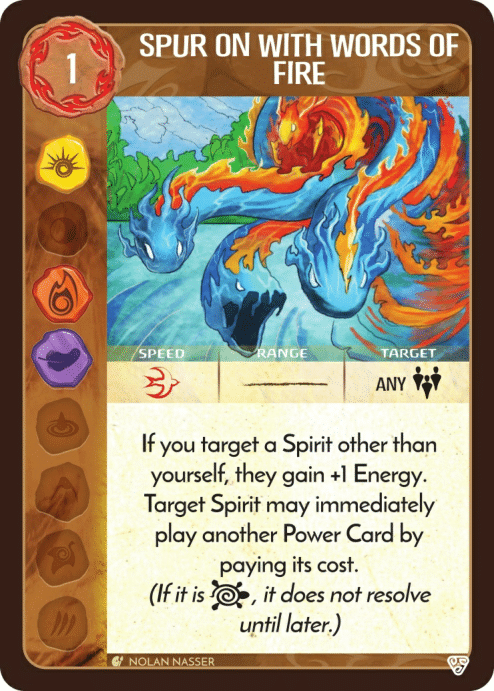 1
SPUR ON WITH WORDS OF
FIRE
SPEED RANGE TARGET
ANY
If you target a Spirit other than
yourself, they gain +1 Energy.
Target Spirit may immediately
play another Power Card by
paying its cost.
(If it is , it does not resolve
until later.)
NOLAN NASSER